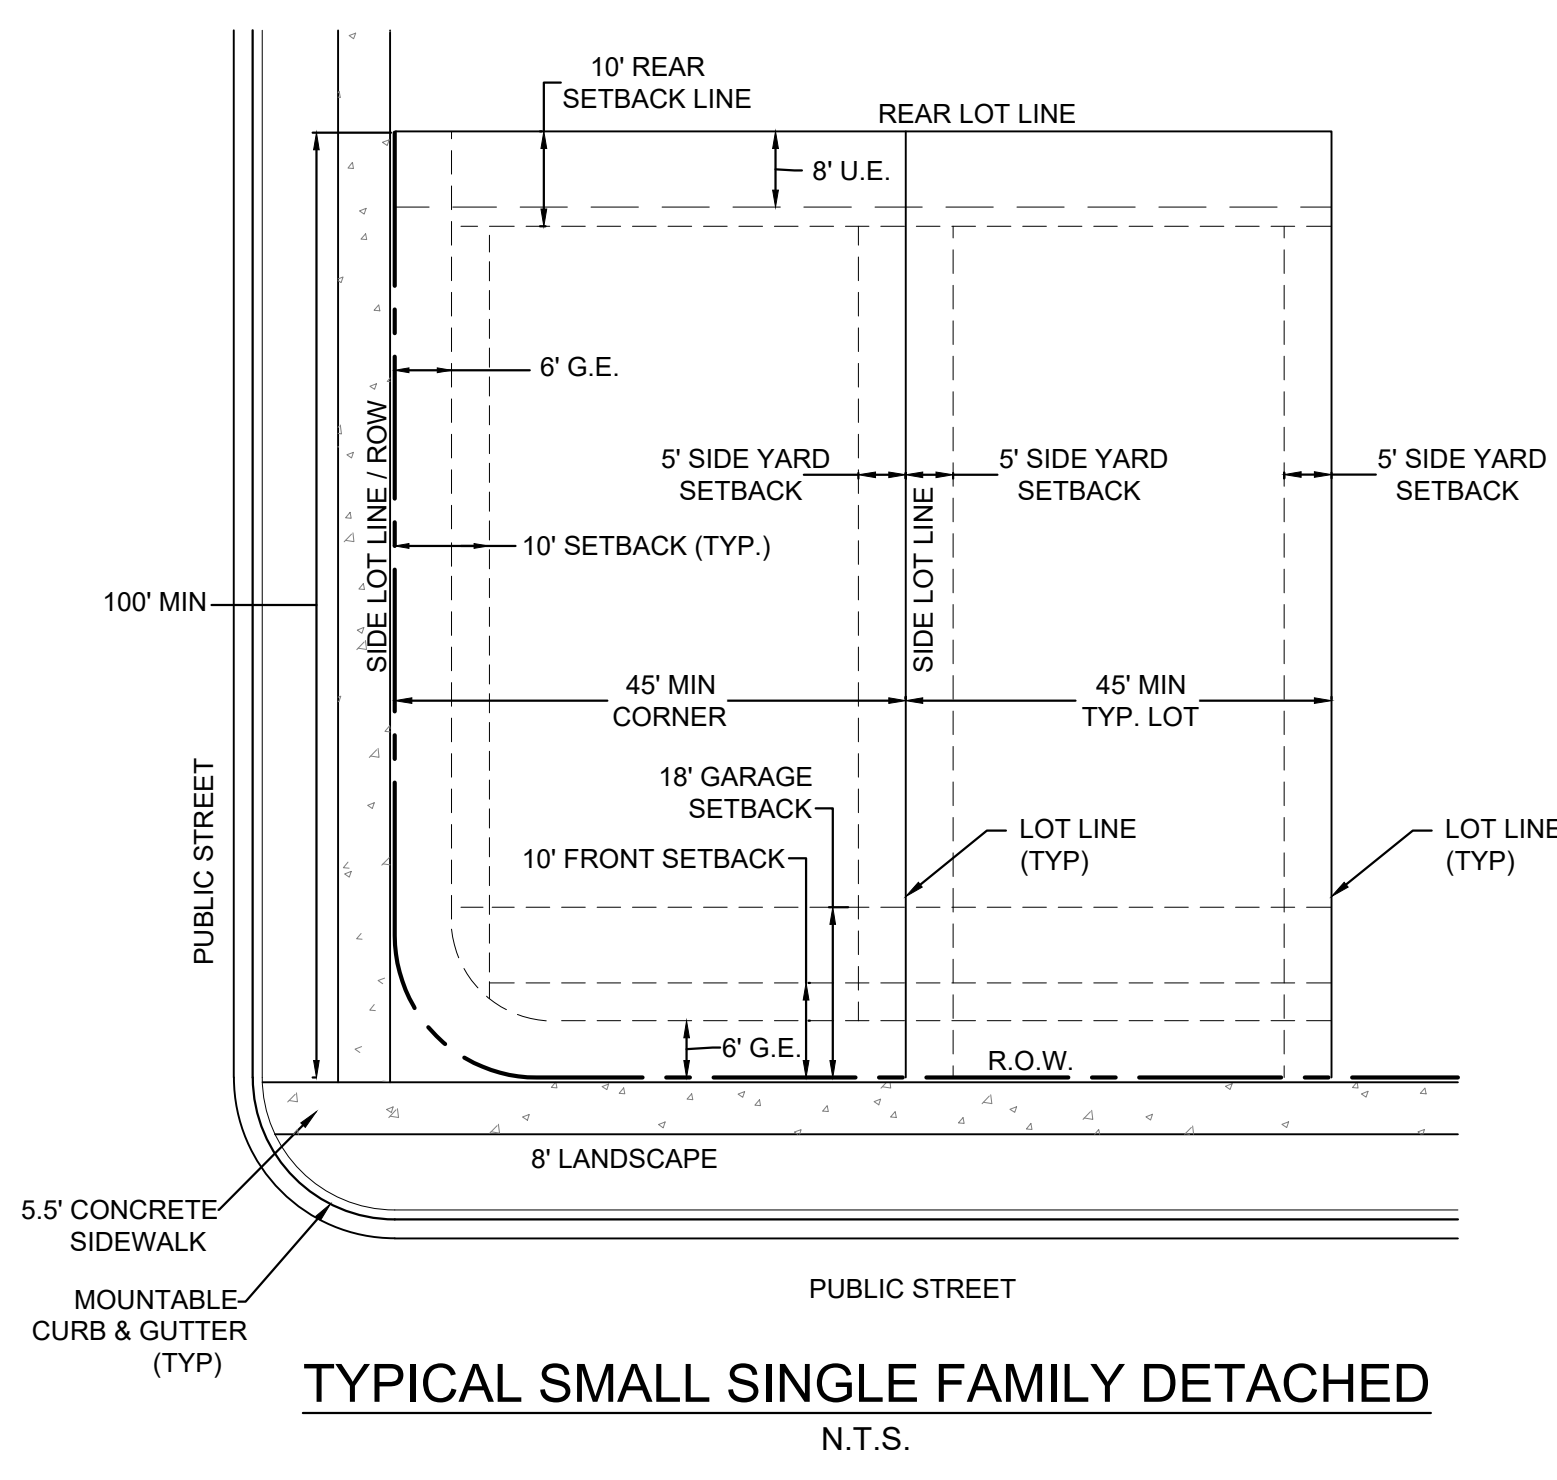 10' REAR
SETBACK LINE
REAR LOT LINE
8' U.E.
6' G.E.
SIDE LOT LINE / ROW
5' SIDE YARD
SETBACK
5' SIDE YARD
SETBACK
5' SIDE YARD
SETBACK
SIDE LOT LINE
10' SETBACK (TYP.)
100' MIN
45' MIN
CORNER
45' MIN
TYP. LOT
PUBLIC STREET
18' GARAGE
SETBACK
10' FRONT SETBACK
LOT LINE
(TYP)
LOT LINE
(TYP)
6' G.E.
R.O.W.
8' LANDSCAPE
5.5' CONCRETE
SIDEWALK
MOUNTABLE
CURB & GUTTER
(TYP)
PUBLIC STREET
TYPICAL SMALL SINGLE FAMILY DETACHED
N.T.S.